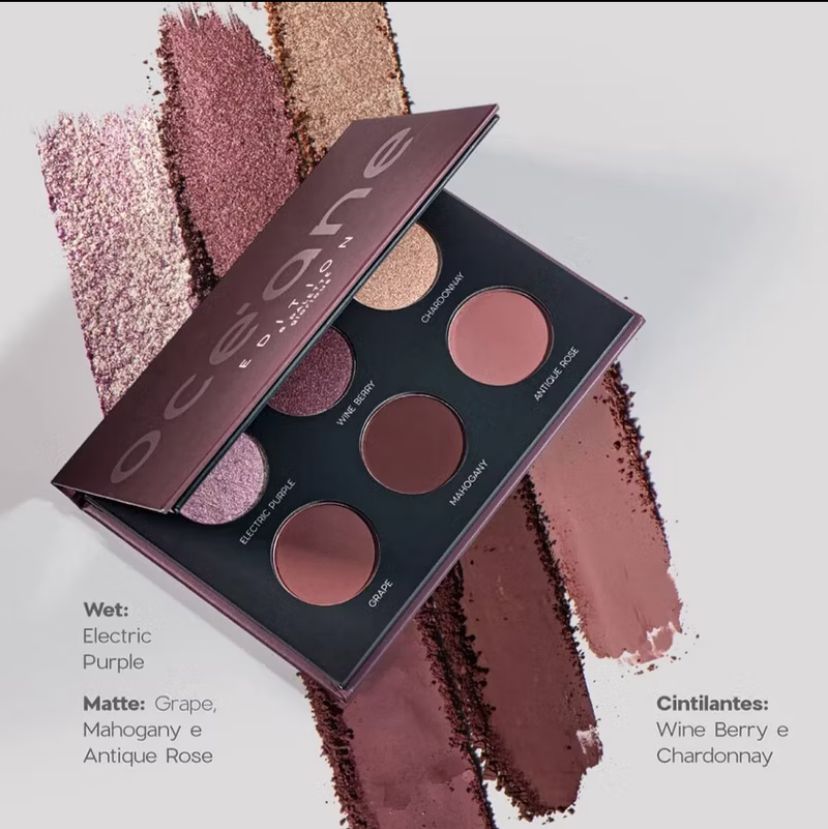 océane
EDITION
CHARDONNAY
ANTIQUE ROSE
WINE BERRY
MAHOGANY
ELECTRIC PURPLE
GRAPE
Wet:
Electric
Purple
Matte: Grape,
Mahogany e
Antique Rose
Cintilantes:
Wine Berry e
Chardonnay